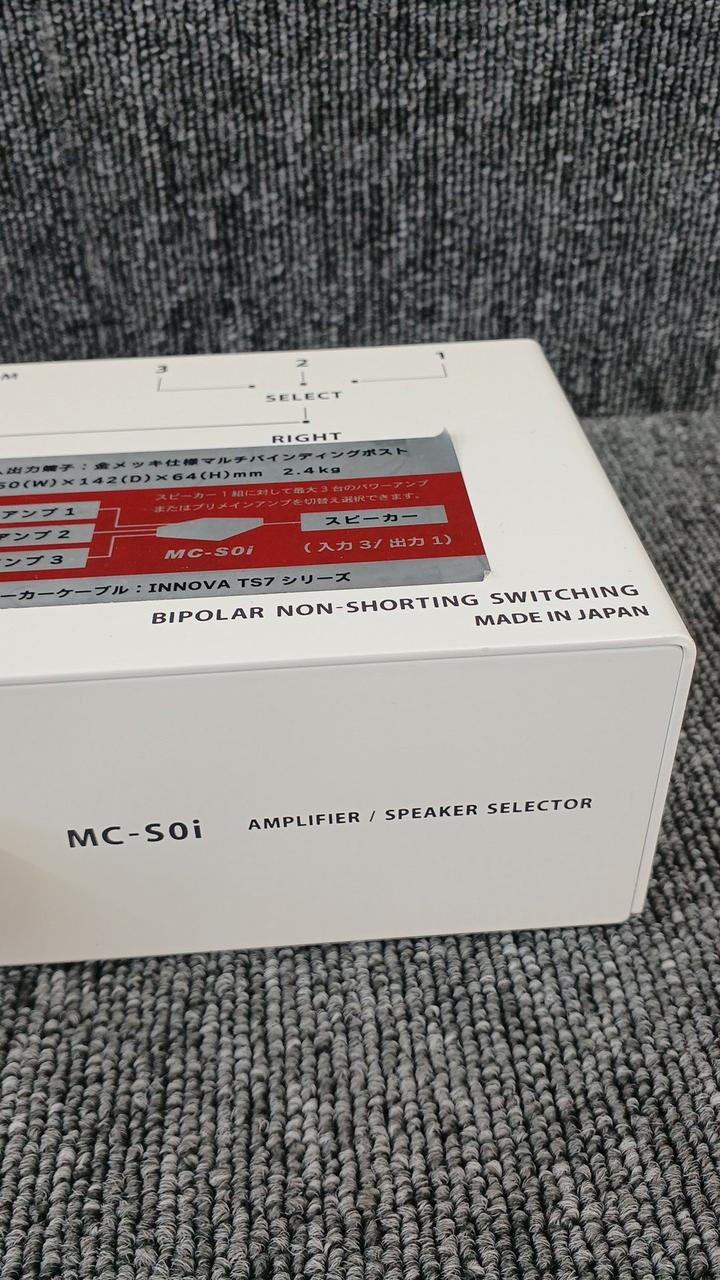 3 2 1
SELECT
RIGHT
出力端子：金メッキ仕様マルチバインディングポスト
50(W)×142(D)×64(H)mm 2.4kg
スピーカー1組に対して最大3台のパワーアンプ
またはプリメインアンプを切替え選択できます。
アンプ 1
アンプ 2
アンプ 3
スピーカー
MC-S0i
(入力 3/ 出力 1)
ーカーケーブル：INNOVA TS7 シリーズ
BIPOLAR NON-SHORTING SWITCHING
MADE IN JAPAN
MC-S0i AMPLIFIER / SPEAKER SELECTOR